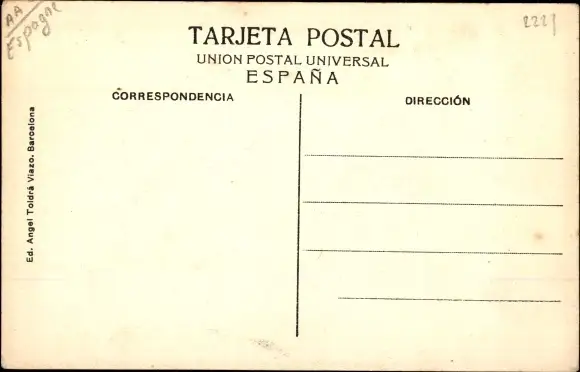 AA
Espagne
2221
TARJETA POSTAL
UNION POSTAL UNIVERSAL
ESPAÑA
CORRESPONDENCIA
DIRECCIÓN
Ed. Angel Toldrá Viazo. Barcelona